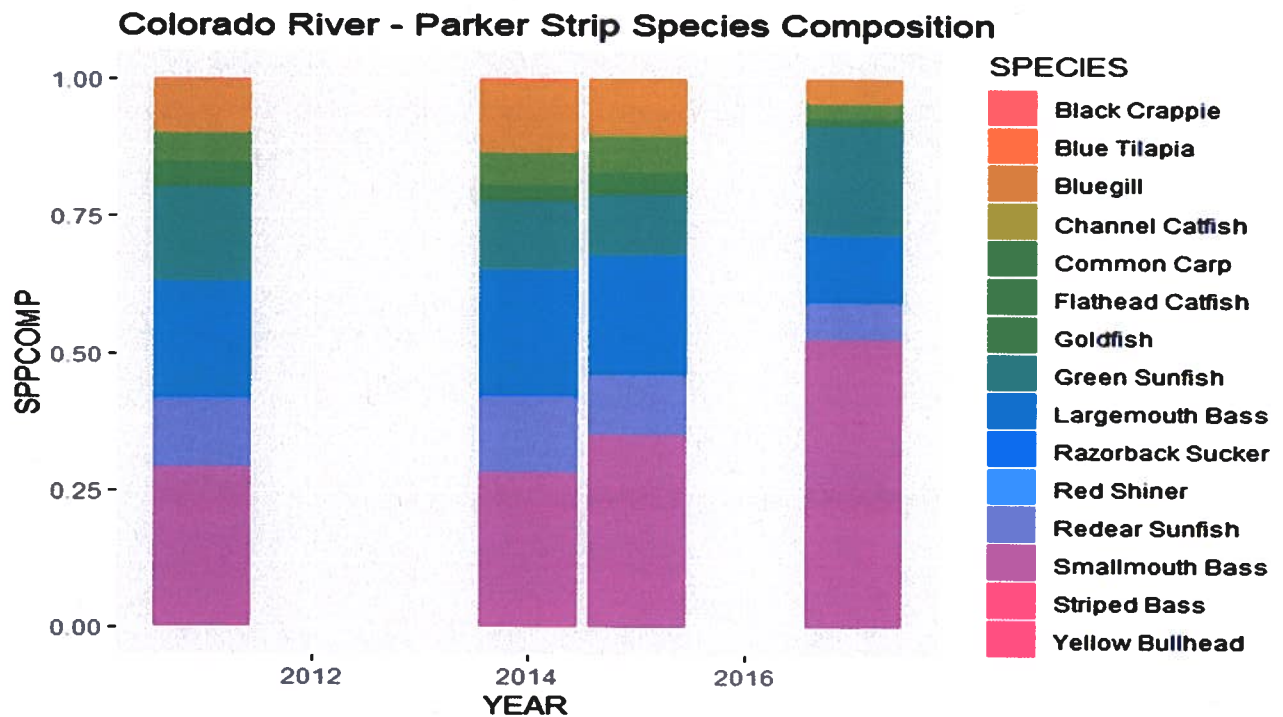 Colorado River - Parker Strip Species Composition
SPECIES
Black Crappie
Blue Tilapia
Bluegill
Channel Catfish
Common Carp
Flathead Catfish
Goldfish
Green Sunfish
Largemouth Bass
Razorback Sucker
Red Shiner
Redear Sunfish
Smallmouth Bass
Striped Bass
Yellow Bullhead
SPPCOMP
1.00
0.75
0.50
0.25
0.00
2012
2014
2016
YEAR